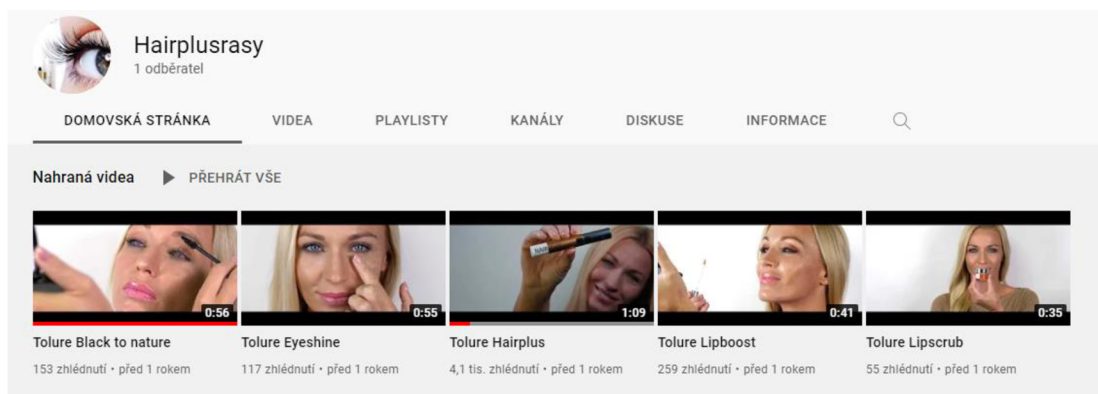 Hairplusrasy
1 odběratel
DOMOVSKÁ STRÁNKA VIDEA PLAYLISTY KANÁLY DISKUSE INFORMACE
Nahraná videa PŘEHRÁT VŠE
HAIR
0:56 0:55 1:09 0:41 0:35
Tolure Black to nature Tolure Eyeshine Tolure Hairplus Tolure Lipboost Tolure Lipscrub
153 zhlédnutí • před 1 rokem 117 zhlédnutí • před 1 rokem 4,1 tis. zhlédnutí • před 1 rokem 259 zhlédnutí • před 1 rokem 55 zhlédnutí • před 1 rokem